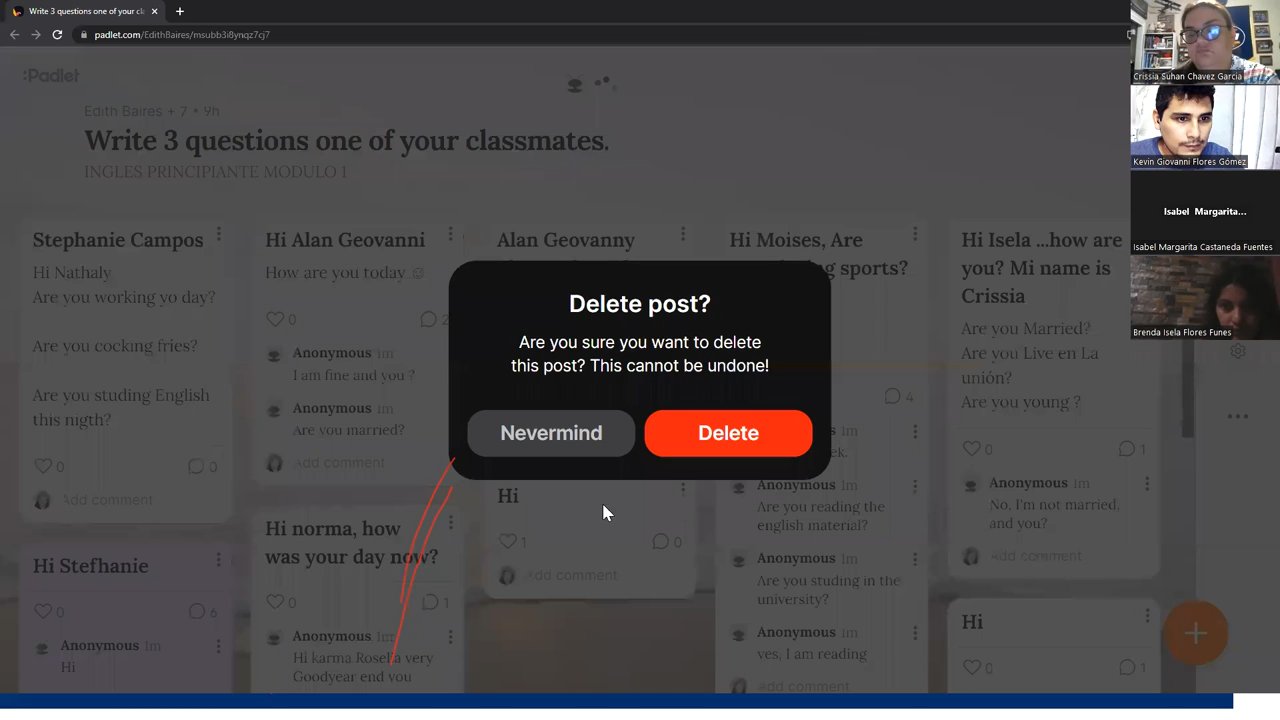 Write 3 questions one of your cl
padlet.com/EdithBaires/msubb3i8ynqz7cj7
:Padlet
Edith Baires + 7 • 9h
Write 3 questions one of your classmates.
INGLES PRINCIPIANTE MODULO 1
Stephanie Campos
Hi Nathaly
Are you working yo day?
Are you cocking fries?
Are you studing English
this nigth?
0
0
Add comment
Hi Stefhanie
0
6
Anonymous 1m
Hi
Hi Alan Geovanni
How are you today
0
2
Anonymous 1m
I am fine and you ?
Anonymous 1m
Are you married?
Add comment
Hi norma, how
was your day now?
0
1
Anonymous 1m
Hi karma Rosella very
Goodyear end you
Alan Geovanny
Delete post?
Are you sure you want to delete
this post? This cannot be undone!
Nevermind
Delete
Hi
1
0
Add comment
Hi Moises, Are
sports?
4
1m
Anonymous 1m
Are you reading the
english material?
Anonymous 1m
Are you studing in the
university?
Anonymous 1m
yes, I am reading
Add comment
Hi Isela ...how are
you? Mi name is
Crissia
Are you Married?
Are you Live en La
unión?
Are you young ?
0
1
Anonymous 1m
No, I'm not married,
and you?
Add comment
Hi
0
1
Crissia Suhan Chavez Garcia
Kevin Giovanni Flores Gómez
Isabel Margarita...
Isabel Margarita Castaneda Fuentes
Brenda Isela Flores Funes